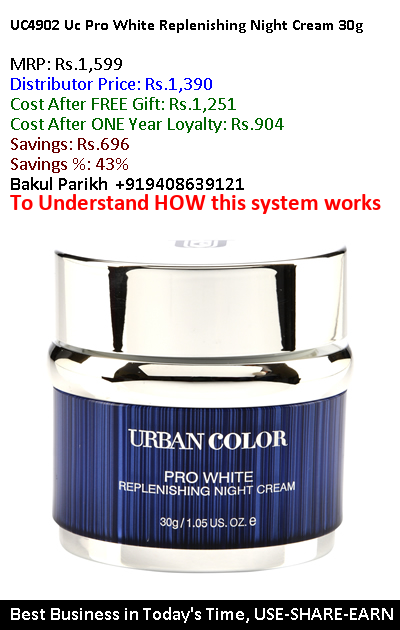 UC4902 Uc Pro White Replenishing Night Cream 30g
MRP: Rs.1,599
Distributor Price: Rs.1,390
Cost After FREE Gift: Rs.1,251
Cost After ONE Year Loyalty: Rs.904
Savings: Rs.696
Savings %: 43%
Bakul Parikh +919408639121
To Understand HOW this system works
URBAN COLOR
PRO WHITE
REPLENISHING NIGHT CREAM
30g / 1.05 US. OZ. e
Best Business in Today's Time, USE-SHARE-EARN